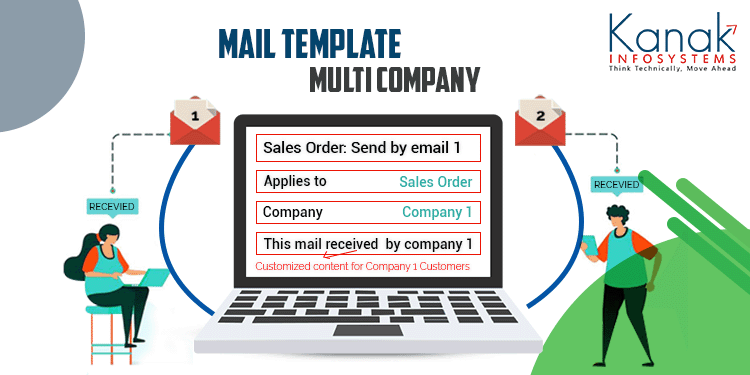 MAIL TEMPLATE
MULTI COMPANY
Kanak
INFOSYSTEMS
Think Technically, Move Ahead
1
2
RECEVIED
RECEVIED
Sales Order: Send by email 1
Applies to Sales Order
Company Company 1
This mail received by company 1
Customized content for Company 1 Customers